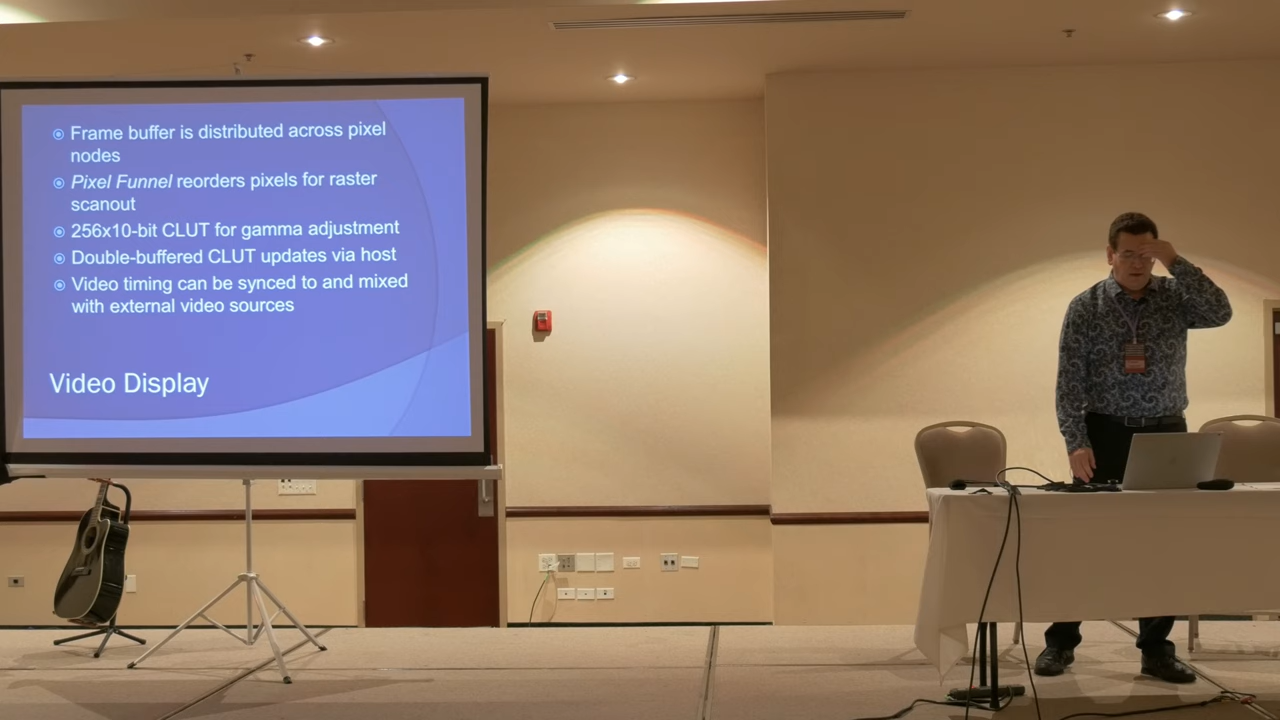 Frame buffer is distributed across pixel
nodes
Pixel Funnel reorders pixels for raster
scanout
256x10-bit CLUT for gamma adjustment
Double-buffered CLUT updates via host
Video timing can be synced to and mixed
with external video sources
Video Display